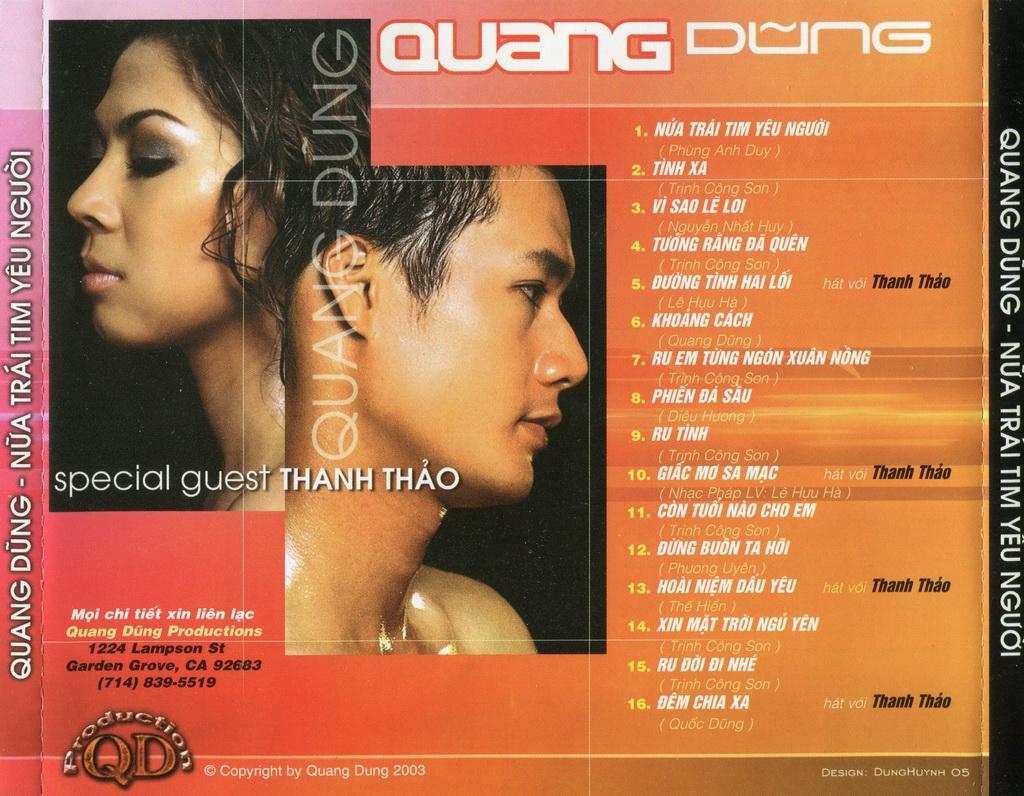 QUANG DŨNG
QUANG DŨNG - NỬA TRÁI TIM YÊU NGƯỜI
QUANG DUNG
special guest THANH THẢO
1. NỬA TRÁI TIM YÊU NGƯỜI
( Phùng Anh Duy )
2. TÌNH XA
( Trịnh Công Sơn )
3. VÌ SAO LẺ LOI
( Nguyễn Nhất Huy )
4. TƯỞNG RẰNG ĐÃ QUÊN
( Trịnh Công Sơn )
5. ĐƯỜNG TÌNH HAI LỐI hát với Thanh Thảo
( Lê Hựu Hà )
6. KHOẢNG CÁCH
( Quang Dũng )
7. RU EM TỪNG NGÓN XUÂN NỒNG
( Trịnh Công Sơn )
8. PHIẾN ĐÁ SẦU
( Diệu Hương )
9. RU TÌNH
( Trịnh Công Sơn )
10. GIẤC MƠ SA MẠC hát với Thanh Thảo
( Nhạc Pháp LV: Lê Hựu Hà )
11. CÒN TUỔI NÀO CHO EM
( Trịnh Công Sơn )
12. ĐỪNG BUỒN TA HỠI
( Phương Uyên )
13. HOÀI NIỆM DẤU YÊU hát với Thanh Thảo
( Thế Hiển )
14. XIN MẶT TRỜI NGỦ YÊN
( Trịnh Công Sơn )
15. RU ĐỜI ĐI NHÉ
( Trịnh Công Sơn )
16. ĐÊM CHIA XA hát với Thanh Thảo
( Quốc Dũng )
Mọi chi tiết xin liên lạc
Quang Dũng Productions
1224 Lampson St
Garden Grove, CA 92683
(714) 839-5519
Production
QD
© Copyright by Quang Dung 2003
DESIGN: DUNGHUYNH 05
QUANG DŨNG - NỬA TRÁI TIM YÊU NGƯỜI